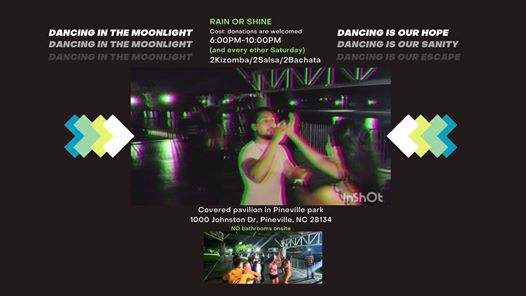 DANCING IN THE MOONLIGHT
DANCING IN THE MOONLIGHT
DANCING IN THE MOONLIGHT
RAIN OR SHINE
Cost: donations are welcomed
6:00PM-10:00PM
(and every other Saturday)
2Kizomba/2Salsa/2Bachata
DANCING IS OUR HOPE
DANCING IS OUR SANITY
DANCING IS OUR ESCAPE
Covered pavilion in Pineville park
1000 Johnston Dr, Pineville, NC 28134
NO bathrooms onsite